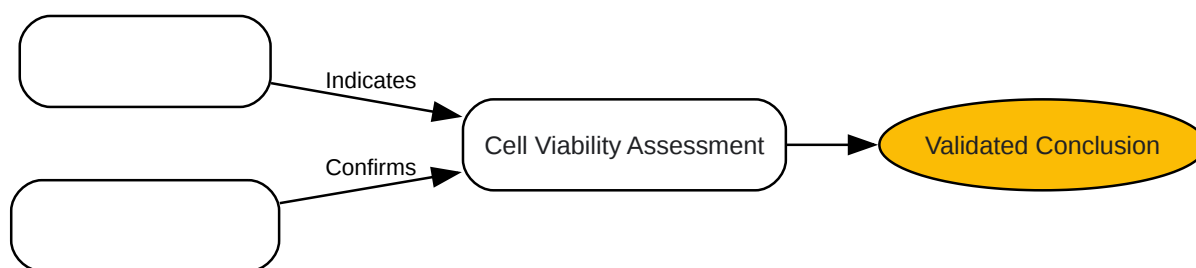 Indicates
Cell Viability Assessment
Validated Conclusion
Confirms